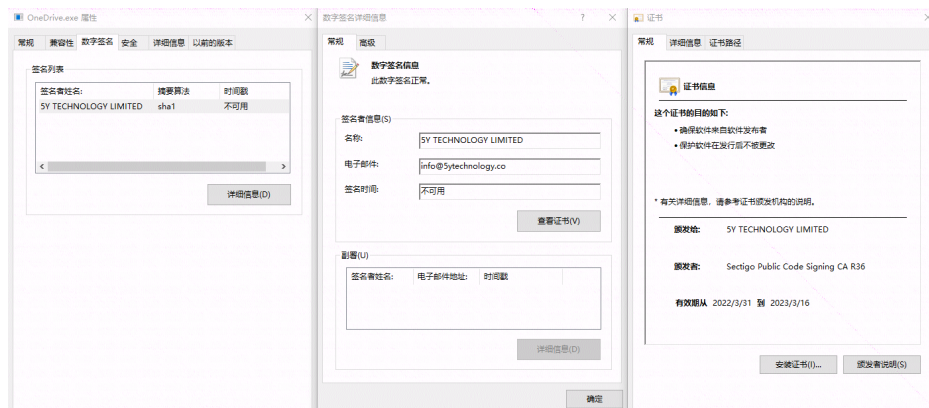 OneDrive.exe 属性
常规 兼容性 数字签名 安全 详细信息 以前的版本
签名列表
签名者姓名: 摘要算法 时间戳
5Y TECHNOLOGY LIMITED sha1 不可用
详细信息(D)
数字签名详细信息
常规 高级
数字签名信息
此数字签名正常。
签名者信息(S)
名称: 5Y TECHNOLOGY LIMITED
电子邮件: info@5ytechnology.co
签名时间: 不可用
查看证书(V)
副署(U)
签名者姓名: 电子邮件地址: 时间戳
详细信息(D)
确定
证书
常规 详细信息 证书路径
证书信息
这个证书的目的如下:
• 确保软件来自软件发布者
• 保护软件在发行后不被更改
* 有关详细信息，请参考证书颁发机构的说明。
颁发给: 5Y TECHNOLOGY LIMITED
颁发者: Sectigo Public Code Signing CA R36
有效期从 2022/3/31 到 2023/3/16
安装证书(I)... 颁发者说明(S)